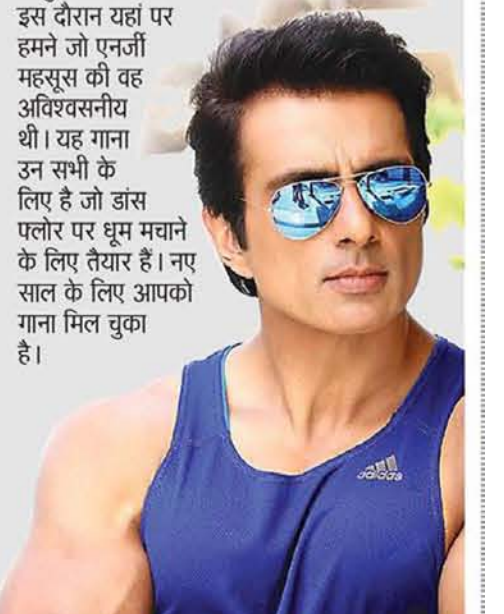 इस दौरान यहां पर
हमने जो एनर्जी
महसूस की वह
अविश्वसनीय
थी। यह गाना
उन सभी के
लिए है जो डांस
फ्लोर पर धूम मचाने
के लिए तैयार हैं। नए
साल के लिए आपको
गाना मिल चुका
है।
adidas